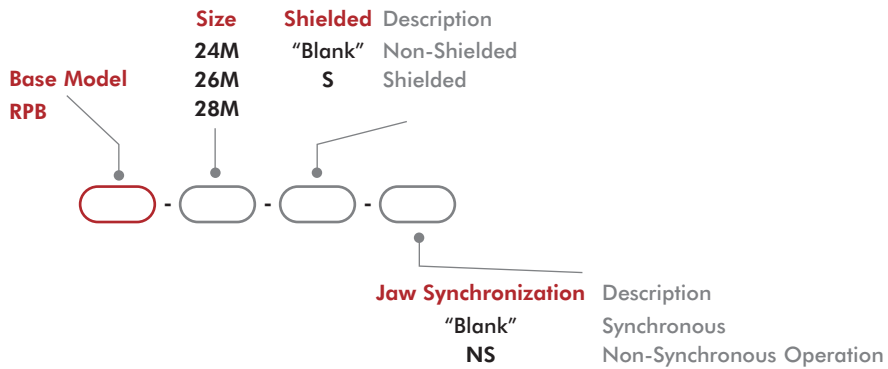 Size Shielded Description
24M “Blank” Non-Shielded
Base Model 26M S Shielded
RPB 28M
- - -
Jaw Synchronization Description
“Blank” Synchronous
NS Non-Synchronous Operation